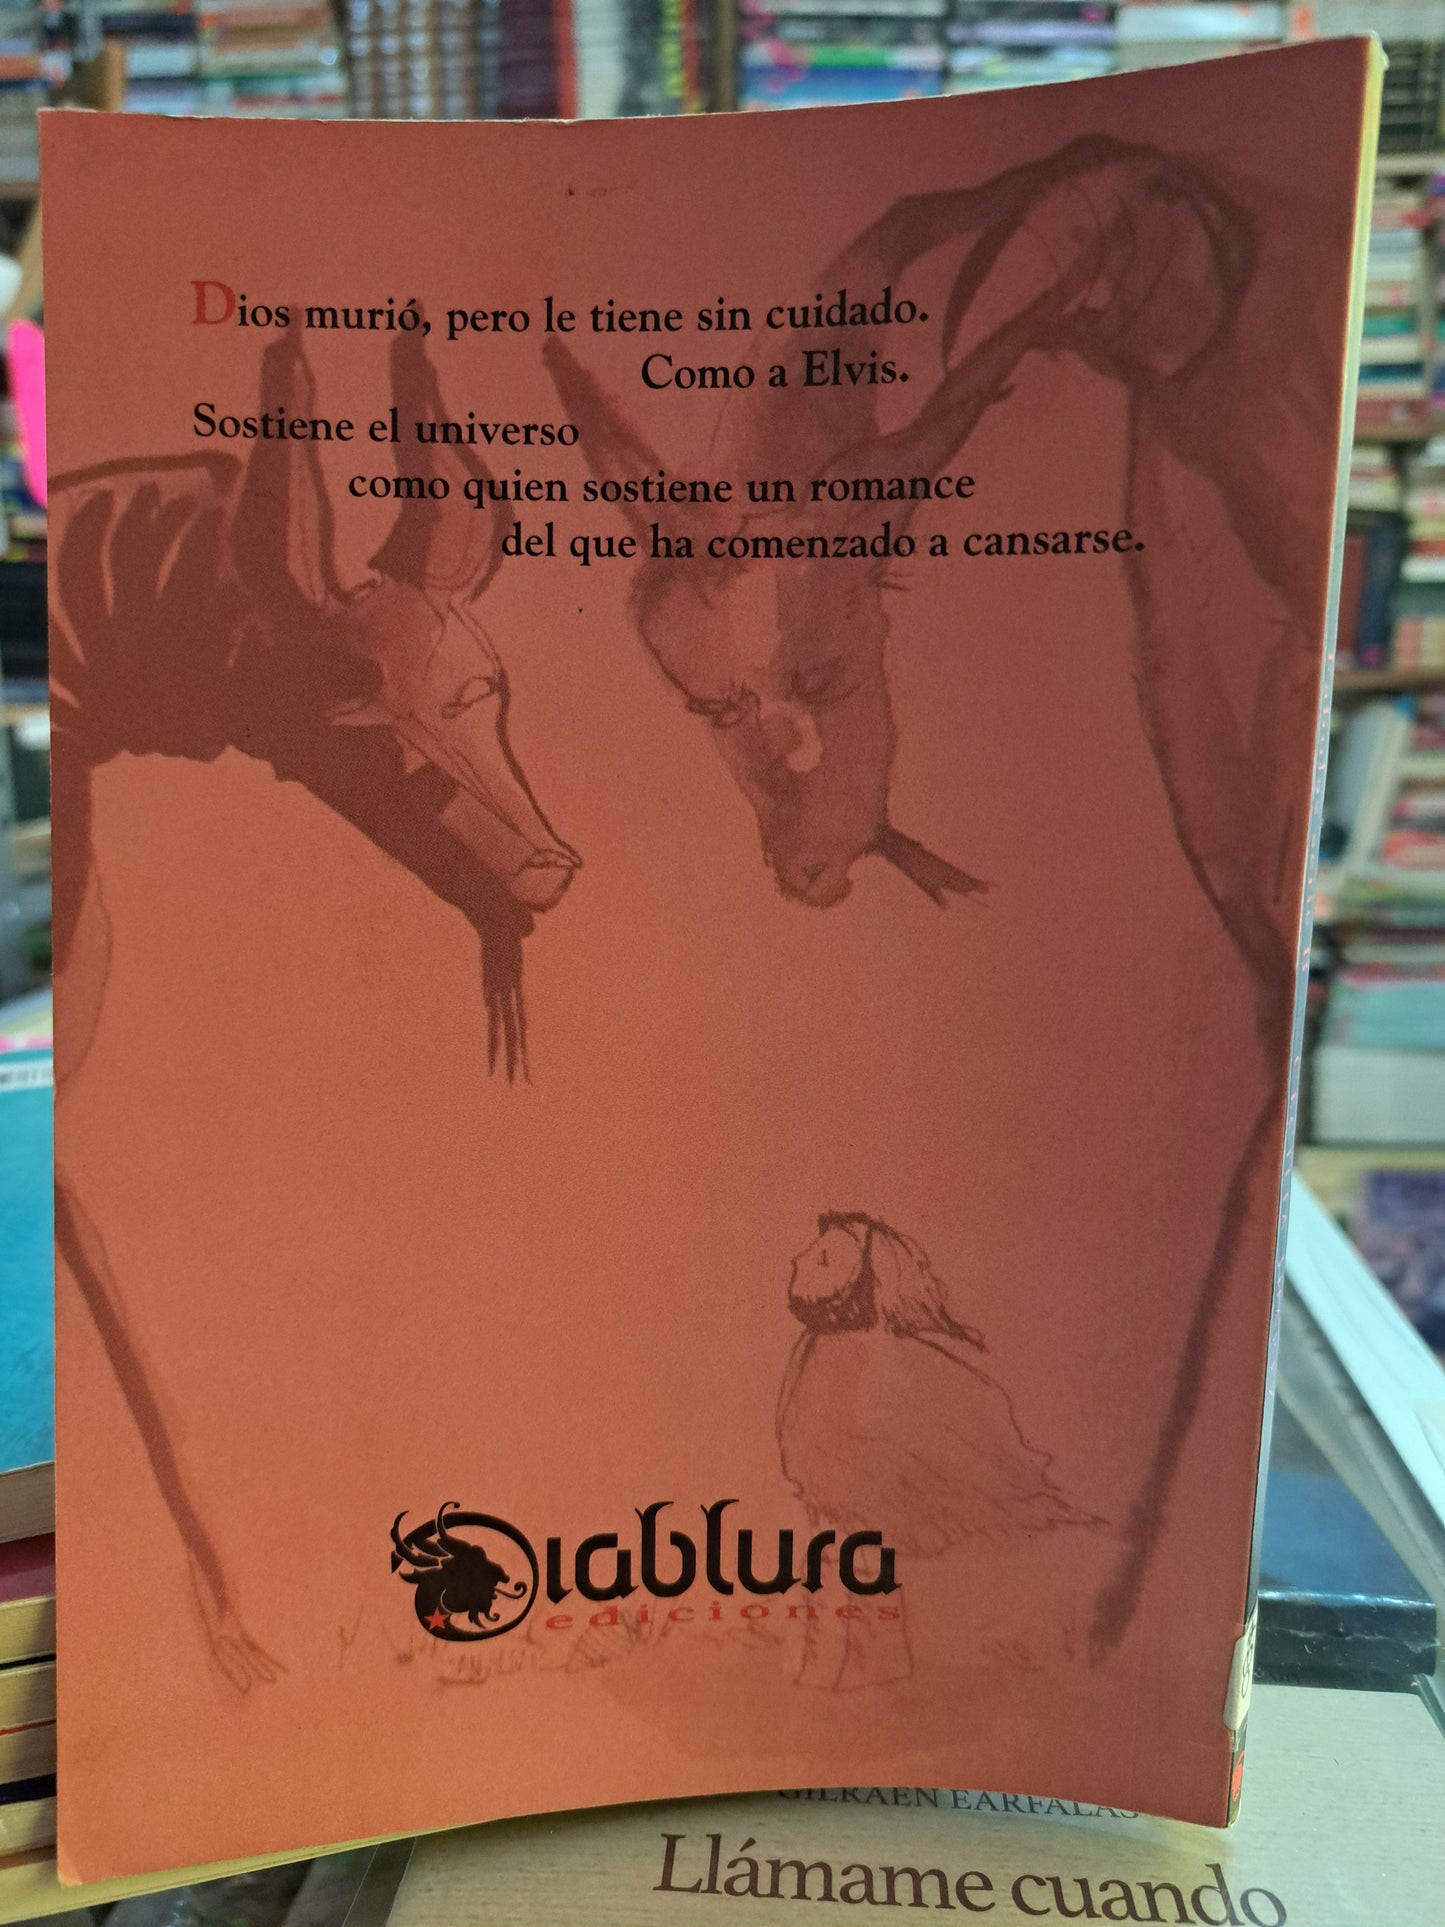 Dios murió, pero le tiene sin cuidado.
Como a Elvis.
Sostiene el universo
como quien sostiene un romance
del que ha comenzado a cansarse.
Diablura
ediciones
GILRAEN EARFALAS
Llámame cuando